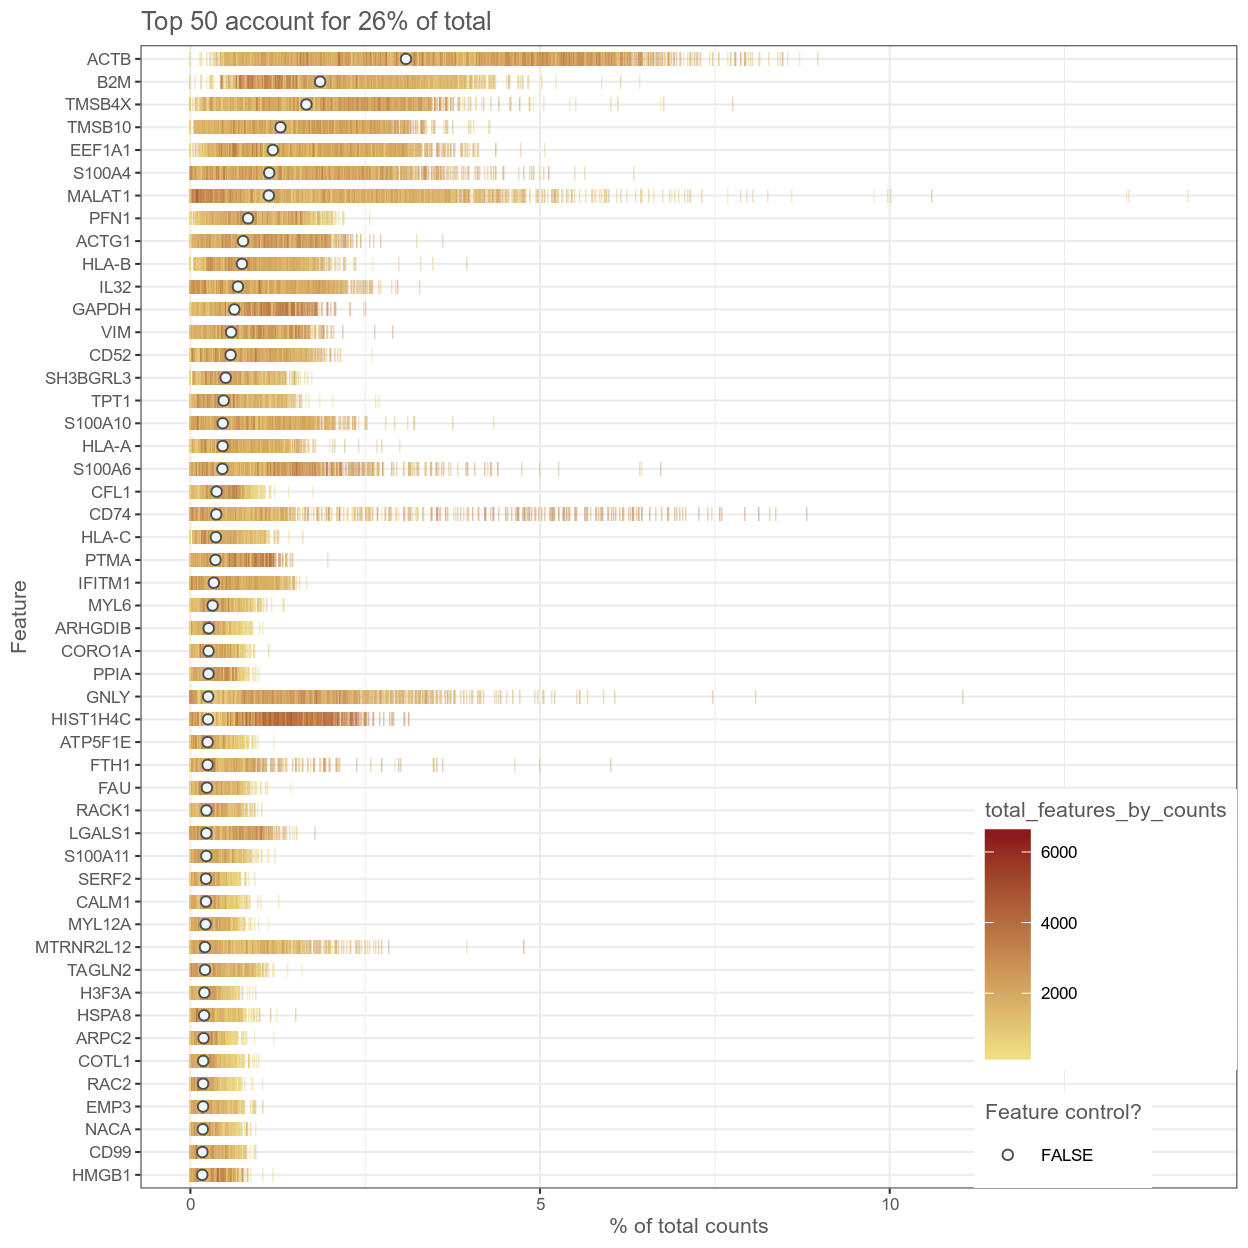 Top 50 account for 26% of total
ACTB
B2M
TMSB4X
TMSB10
EEF1A1
S100A4
MALAT1
PFN1
ACTG1
HLA-B
IL32
GAPDH
VIM
CD52
SH3BGRL3
TPT1
S100A10
HLA-A
S100A6
CFL1
CD74
HLA-C
PTMA
IFITM1
MYL6
ARHGDIB
CORO1A
PPIA
GNLY
HIST1H4C
ATP5F1E
FTH1
FAU
RACK1
LGALS1
S100A11
SERF2
CALM1
MYL12A
MTRNR2L12
TAGLN2
H3F3A
HSPA8
ARPC2
COTL1
RAC2
EMP3
NACA
CD99
HMGB1
Feature
0 5 10
% of total counts
total_features_by_counts
6000
4000
2000
Feature control?
FALSE